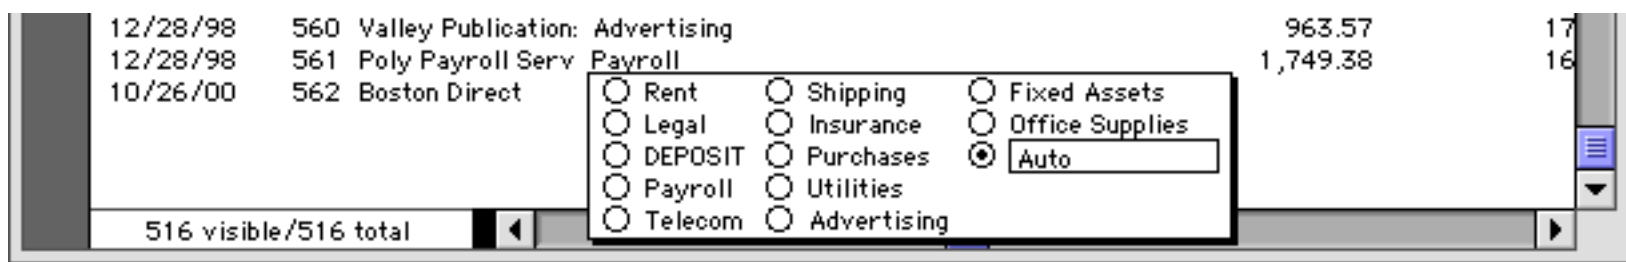 12/28/98 560 Valley Publication: Advertising 963.57 17
12/28/98 561 Poly Payroll Serv Payroll 1,749.38 16
10/26/00 562 Boston Direct
Rent Shipping Fixed Assets
Legal Insurance Office Supplies
DEPOSIT Purchases Auto
Payroll Utilities
Telecom Advertising
516 visible/516 total